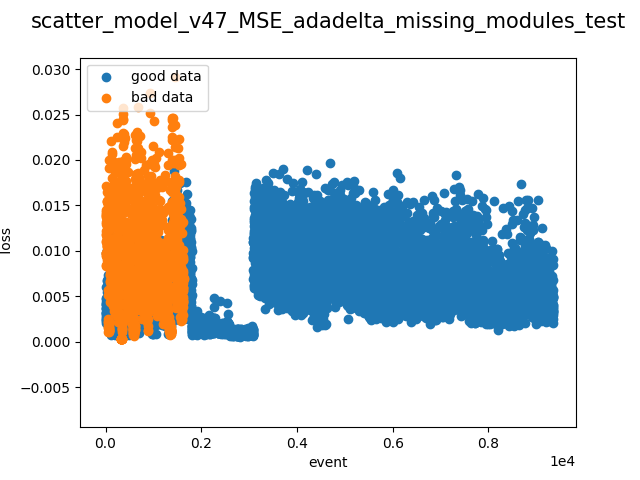 scatter_model_v47_MSE_adadelta_missing_modules_test
good data
bad data
0.030
0.025
0.020
0.015
0.010
0.005
0.000
−0.005
loss
0.0
0.2
0.4
0.6
0.8
1e4
event